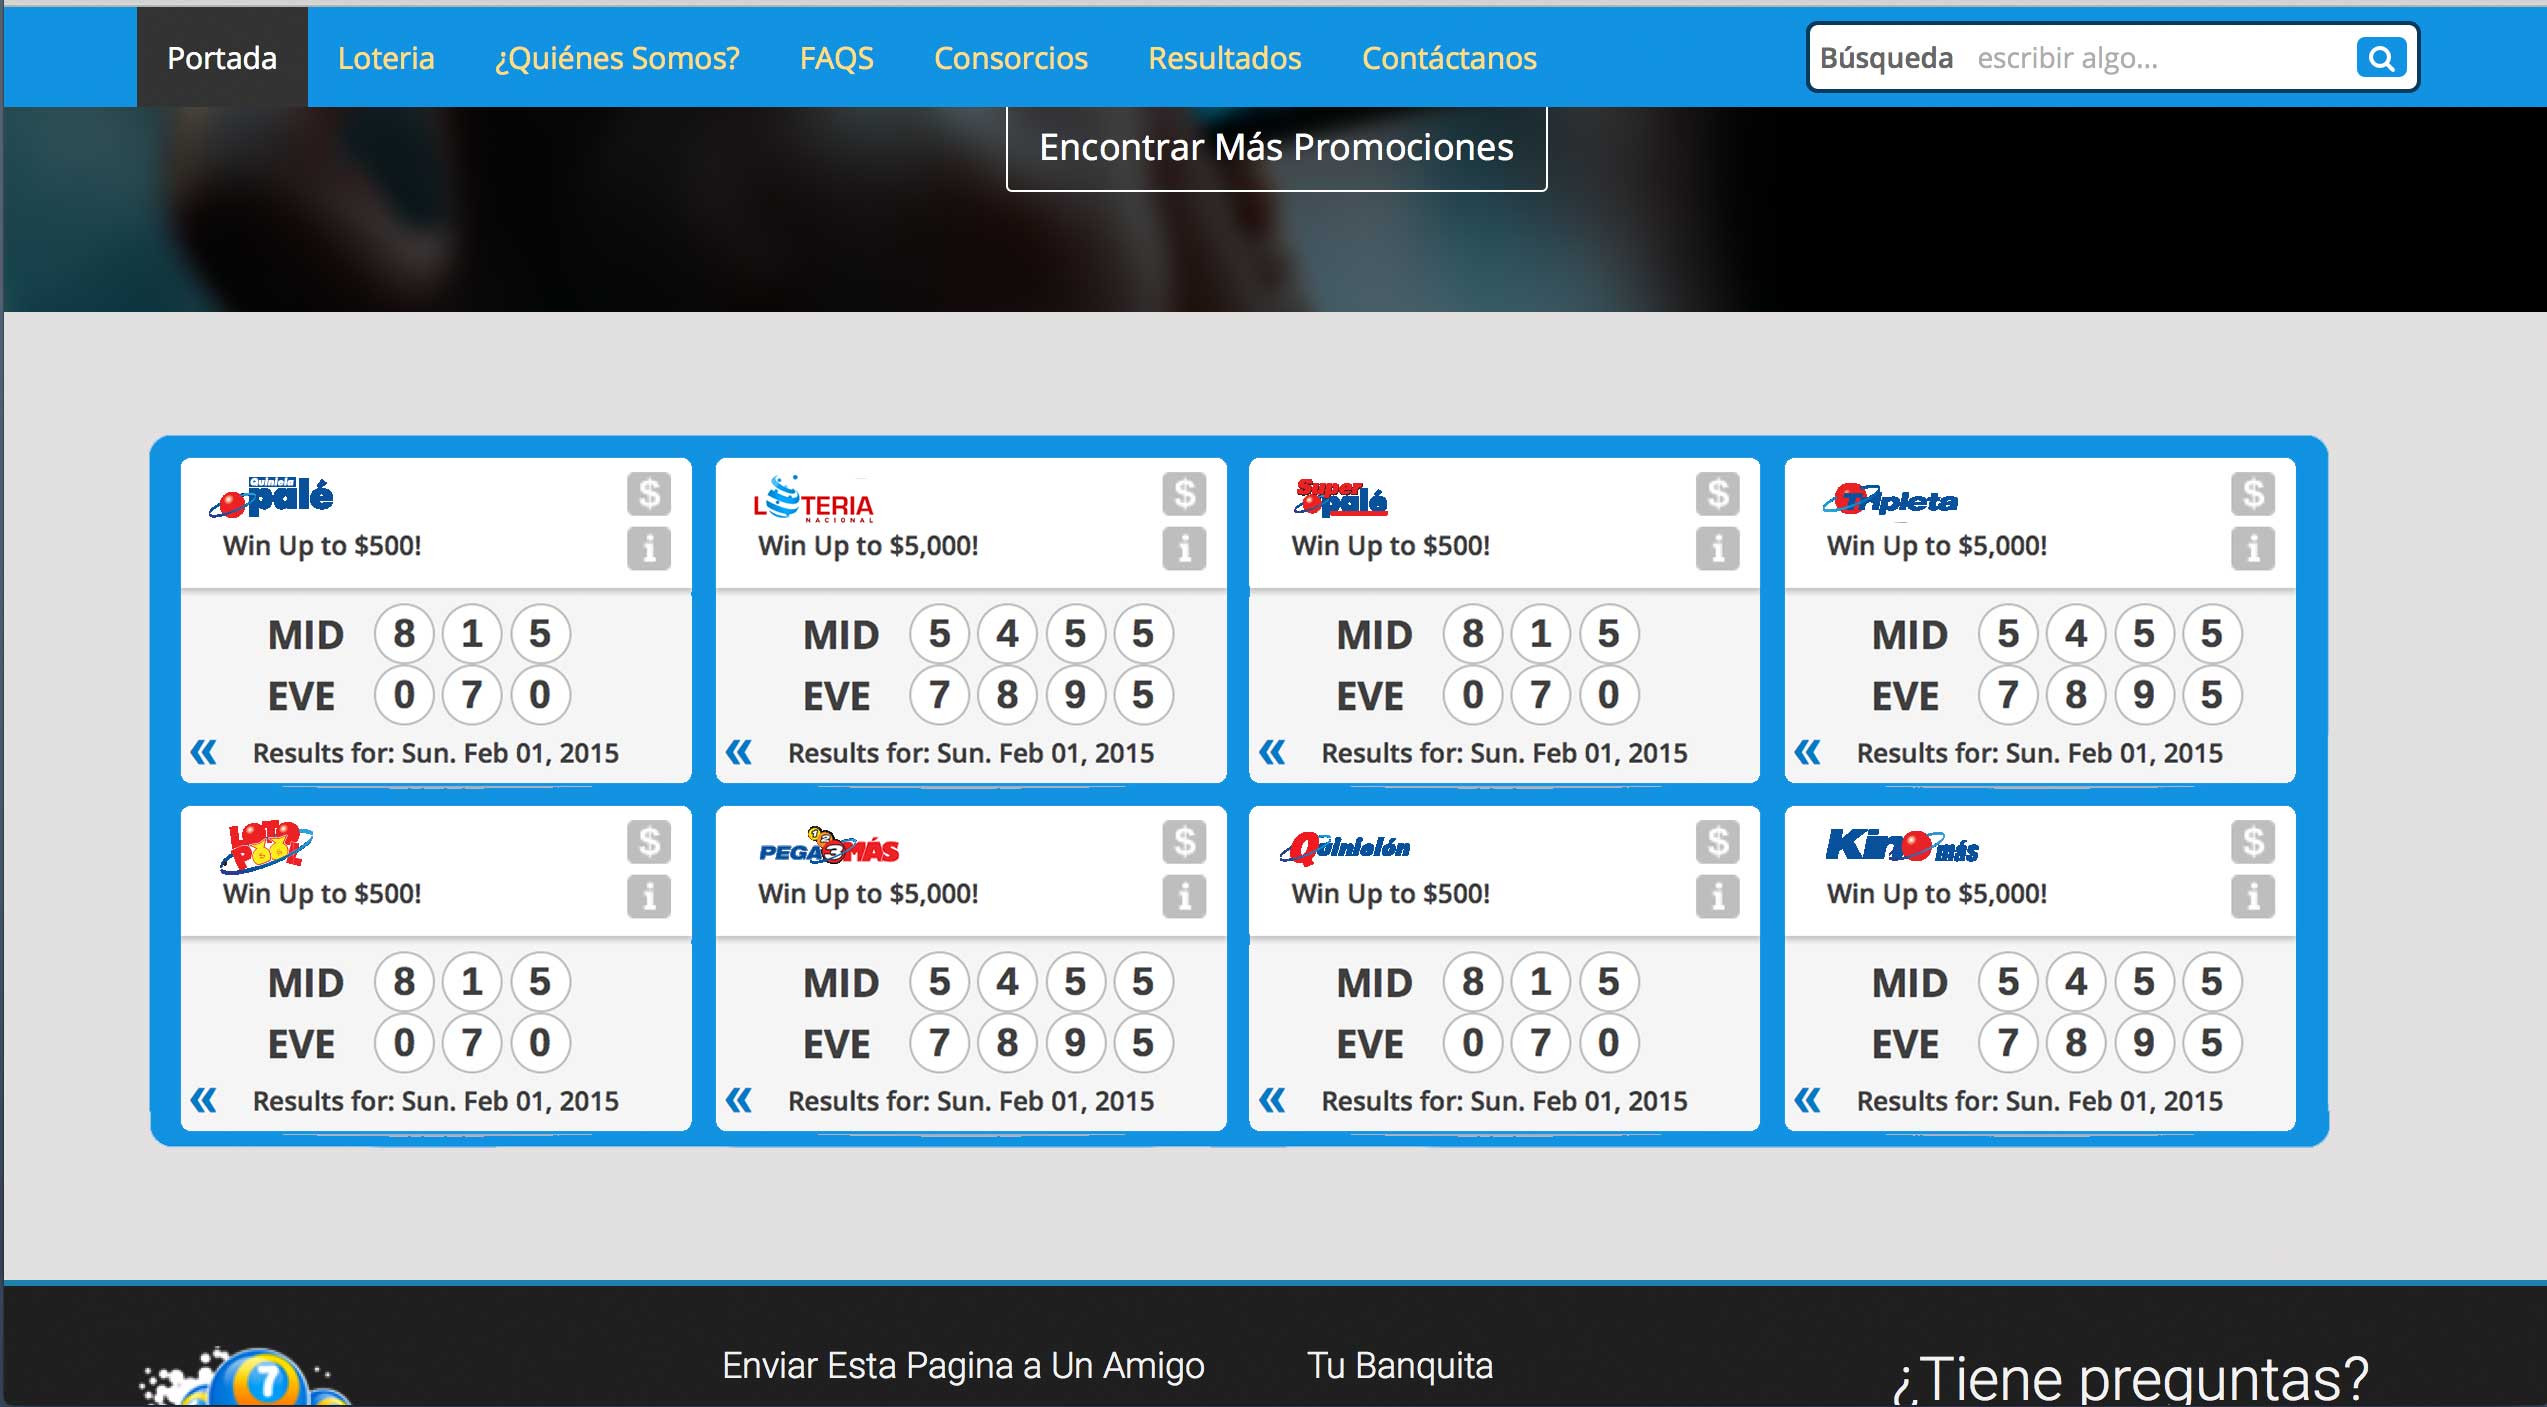 Portada Loteria ¿Quiénes Somos? FAQS Consorcios Resultados Contáctanos Búsqueda escribir algo...
Encontrar Más Promociones
Quiniela palé $
Win Up to $500! i
MID 8 1 5
EVE 0 7 0
« Results for: Sun. Feb 01, 2015
LOTERIA NACIONAL $
Win Up to $5,000! i
MID 5 4 5 5
EVE 7 8 9 5
« Results for: Sun. Feb 01, 2015
Super palé $
Win Up to $500! i
MID 8 1 5
EVE 0 7 0
« Results for: Sun. Feb 01, 2015
Tripleta $
Win Up to $5,000! i
MID 5 4 5 5
EVE 7 8 9 5
« Results for: Sun. Feb 01, 2015
LOTO POOL $
Win Up to $500! i
MID 8 1 5
EVE 0 7 0
« Results for: Sun. Feb 01, 2015
PEGA 3 MÁS $
Win Up to $5,000! i
MID 5 4 5 5
EVE 7 8 9 5
« Results for: Sun. Feb 01, 2015
Quinielón $
Win Up to $500! i
MID 8 1 5
EVE 0 7 0
« Results for: Sun. Feb 01, 2015
Kino más $
Win Up to $5,000! i
MID 5 4 5 5
EVE 7 8 9 5
« Results for: Sun. Feb 01, 2015
7
Enviar Esta Pagina a Un Amigo
Tu Banquita
¿Tiene preguntas?